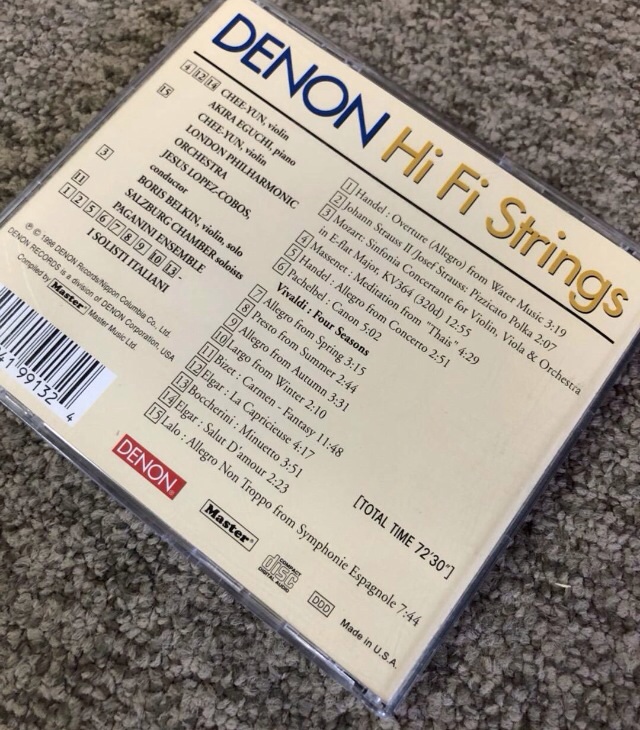 DENON Hi Fi Strings
4 12 14 CHEE-YUN, violin
AKIRA EGUCHI, piano
15 CHEE-YUN, violin
LONDON PHILHARMONIC
ORCHESTRA
JESUS LOPEZ-COBOS,
conductor
3 BORIS BELKIN, violin, solo
SALZBURG CHAMBER soloists
11 PAGANINI ENSEMBLE
1 2 5 6 7 8 9 10 13 I SOLISTI ITALIANI
℗ © 1996 DENON Records/Nippon Columbia Co., Ltd.
DENON RECORDS is a division of DENON Corporation, USA
Compiled by Master® Master Music Ltd.
41 99132 4
1 Handel : Overture (Allegro) from Water Music 3:19
2 Johann Strauss II /Josef Strauss: Pizzicato Polka 2:07
3 Mozart: Sinfonia Concertante for Violin, Viola & Orchestra
in E-flat Major, KV364 (320d) 12:55
4 Massenet : Meditation from "Thais" 4:29
5 Handel : Allegro from Concerto 2:51
6 Pachelbel : Canon 5:02
Vivaldi : Four Seasons
7 Allegro from Spring 3:15
8 Presto from Summer 2:44
9 Allegro from Autumn 3:31
10 Largo from Winter 2:10
11 Bizet : Carmen - Fantasy 11:48
12 Elgar : La Capricieuse 4:17
13 Boccherini : Minuetto 3:51
14 Elgar : Salut D'amour 2:23
15 Lalo : Allegro Non Troppo from Symphonie Espagnole 7:44
[TOTAL TIME 72'30"]
DENON®
Master®
COMPACT
disc
DIGITAL AUDIO
DDD
Made in U.S.A.